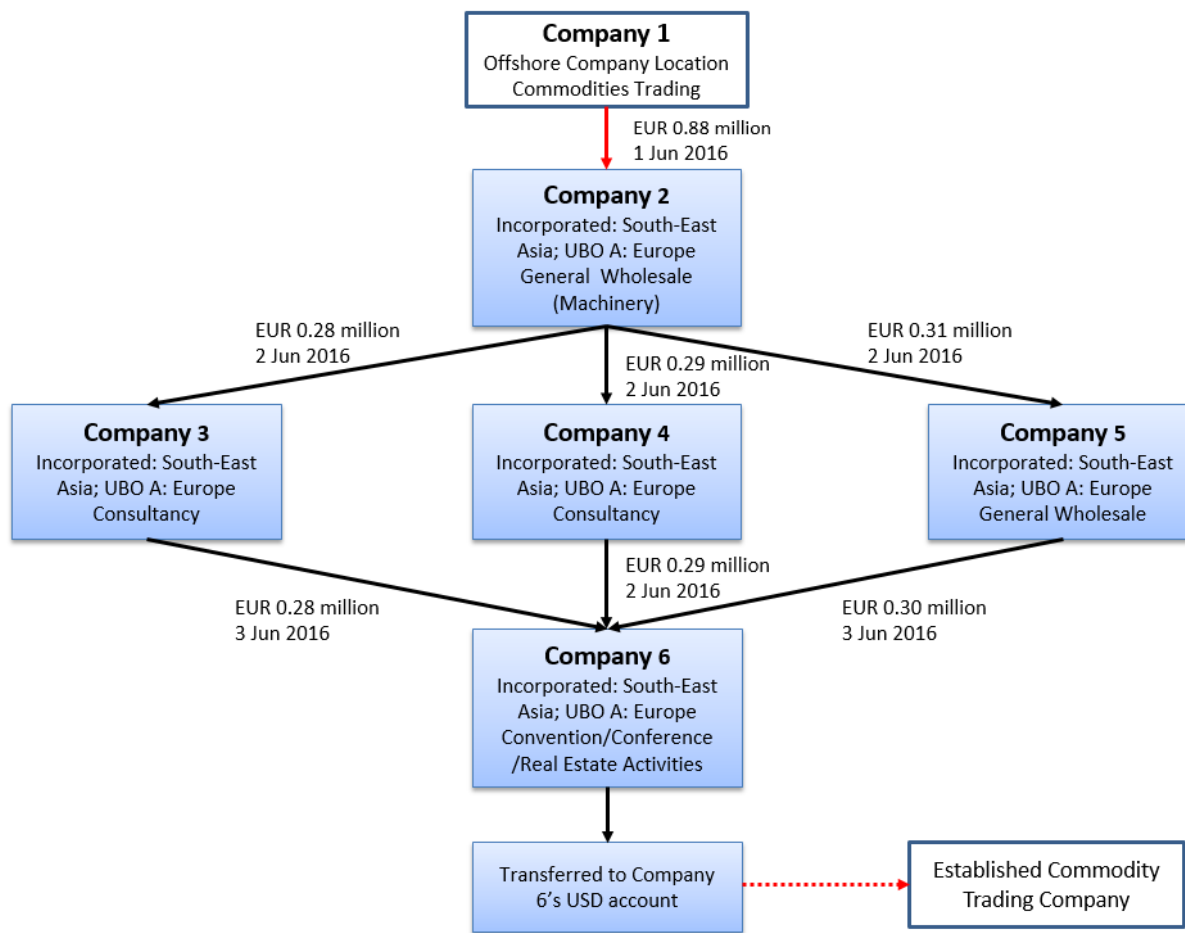 Company 1
Offshore Company Location
Commodities Trading
EUR 0.88 million
1 Jun 2016
Company 2
Incorporated: South-East
Asia; UBO A: Europe
General Wholesale
(Machinery)
EUR 0.28 million
2 Jun 2016
EUR 0.29 million
2 Jun 2016
EUR 0.31 million
2 Jun 2016
Company 3
Incorporated: South-East
Asia; UBO A: Europe
Consultancy
Company 4
Incorporated: South-East
Asia; UBO A: Europe
Consultancy
Company 5
Incorporated: South-East
Asia; UBO A: Europe
General Wholesale
EUR 0.28 million
3 Jun 2016
EUR 0.29 million
2 Jun 2016
EUR 0.30 million
3 Jun 2016
Company 6
Incorporated: South-East
Asia; UBO A: Europe
Convention/Conference
/Real Estate Activities
Transferred to Company
6’s USD account
Established Commodity
Trading Company